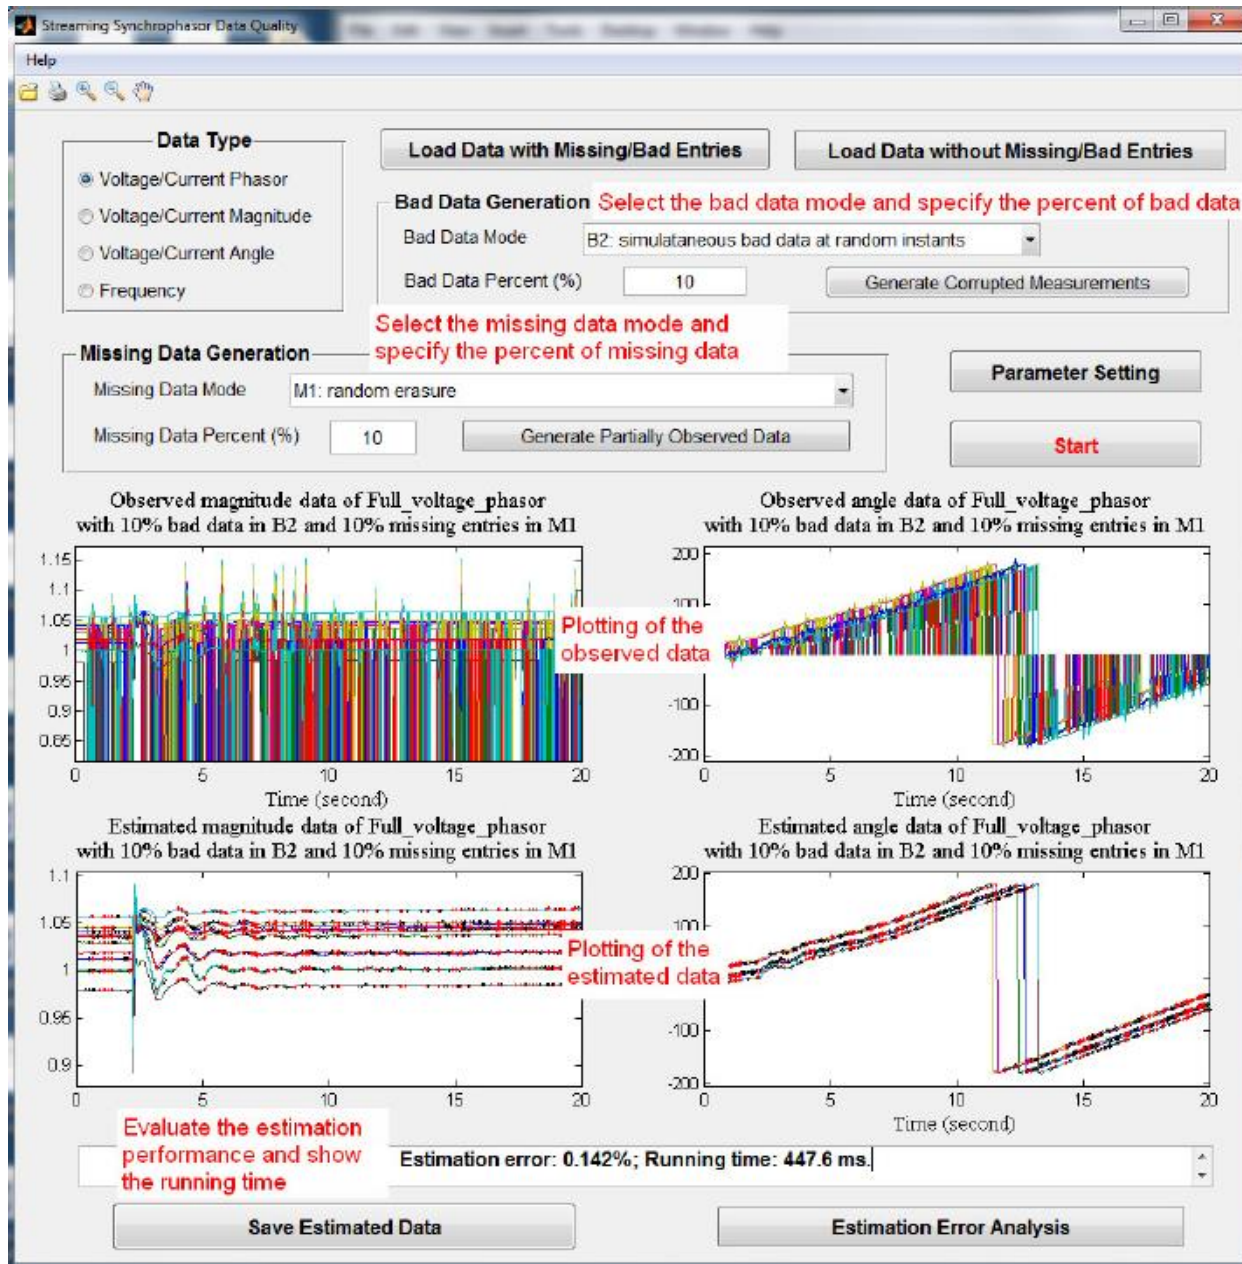 Streaming Synchrophasor Data Quality
Help
Data Type
Voltage/Current Phasor
Voltage/Current Magnitude
Voltage/Current Angle
Frequency
Load Data with Missing/Bad Entries
Load Data without Missing/Bad Entries
Bad Data Generation
Select the bad data mode and specify the percent of bad data
Bad Data Mode
B2: simulataneous bad data at random instants
Bad Data Percent (%)
10
Generate Corrupted Measurements
Select the missing data mode and
specify the percent of missing data
Missing Data Generation
Missing Data Mode
M1: random erasure
Missing Data Percent (%)
10
Generate Partially Observed Data
Parameter Setting
Start
Observed magnitude data of Full_voltage_phasor
with 10% bad data in B2 and 10% missing entries in M1
1.15
1.1
1.05
1
0.95
0.9
0.85
0 5 10 15 20
Time (second)
Observed angle data of Full_voltage_phasor
with 10% bad data in B2 and 10% missing entries in M1
200
100
-100
-200
0 5 10 15 20
Time (second)
Plotting of the
observed data
Estimated magnitude data of Full_voltage_phasor
with 10% bad data in B2 and 10% missing entries in M1
1.1
1.05
1
0.95
0.9
0 5 10 15 20
Estimated angle data of Full_voltage_phasor
with 10% bad data in B2 and 10% missing entries in M1
200
100
-100
-200
0 5 10 15 20
Time (second)
Plotting of the
estimated data
Evaluate the estimation
performance and show
the running time
Estimation error: 0.142%; Running time: 447.6 ms.
Save Estimated Data
Estimation Error Analysis